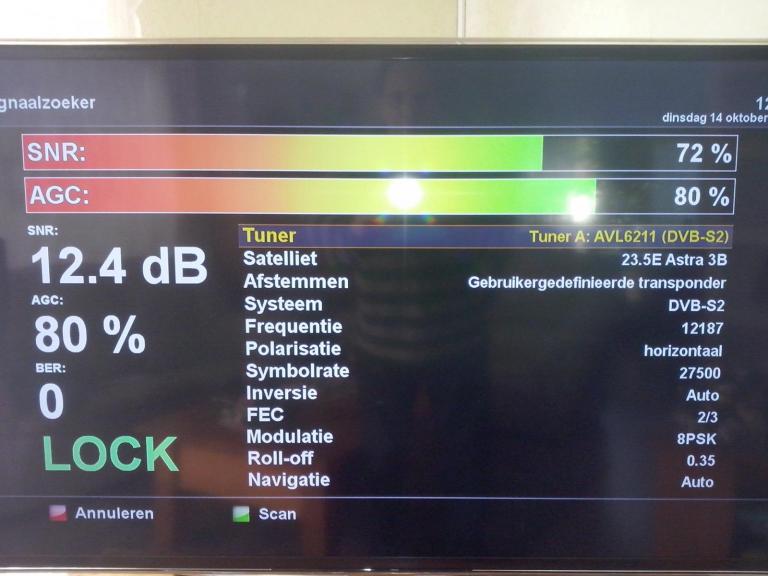 gnaalzoeker 12
dinsdag 14 oktober
SNR: 72 %
AGC: 80 %
SNR:
12.4 dB
AGC:
80 %
BER:
0
LOCK
Tuner Tuner A: AVL6211 (DVB-S2)
Satelliet 23.5E Astra 3B
Afstemmen Gebruikergedefinieerde transponder
Systeem DVB-S2
Frequentie 12187
Polarisatie horizontaal
Symbolrate 27500
Inversie Auto
FEC 2/3
Modulatie 8PSK
Roll-off 0.35
Navigatie Auto
Annuleren Scan